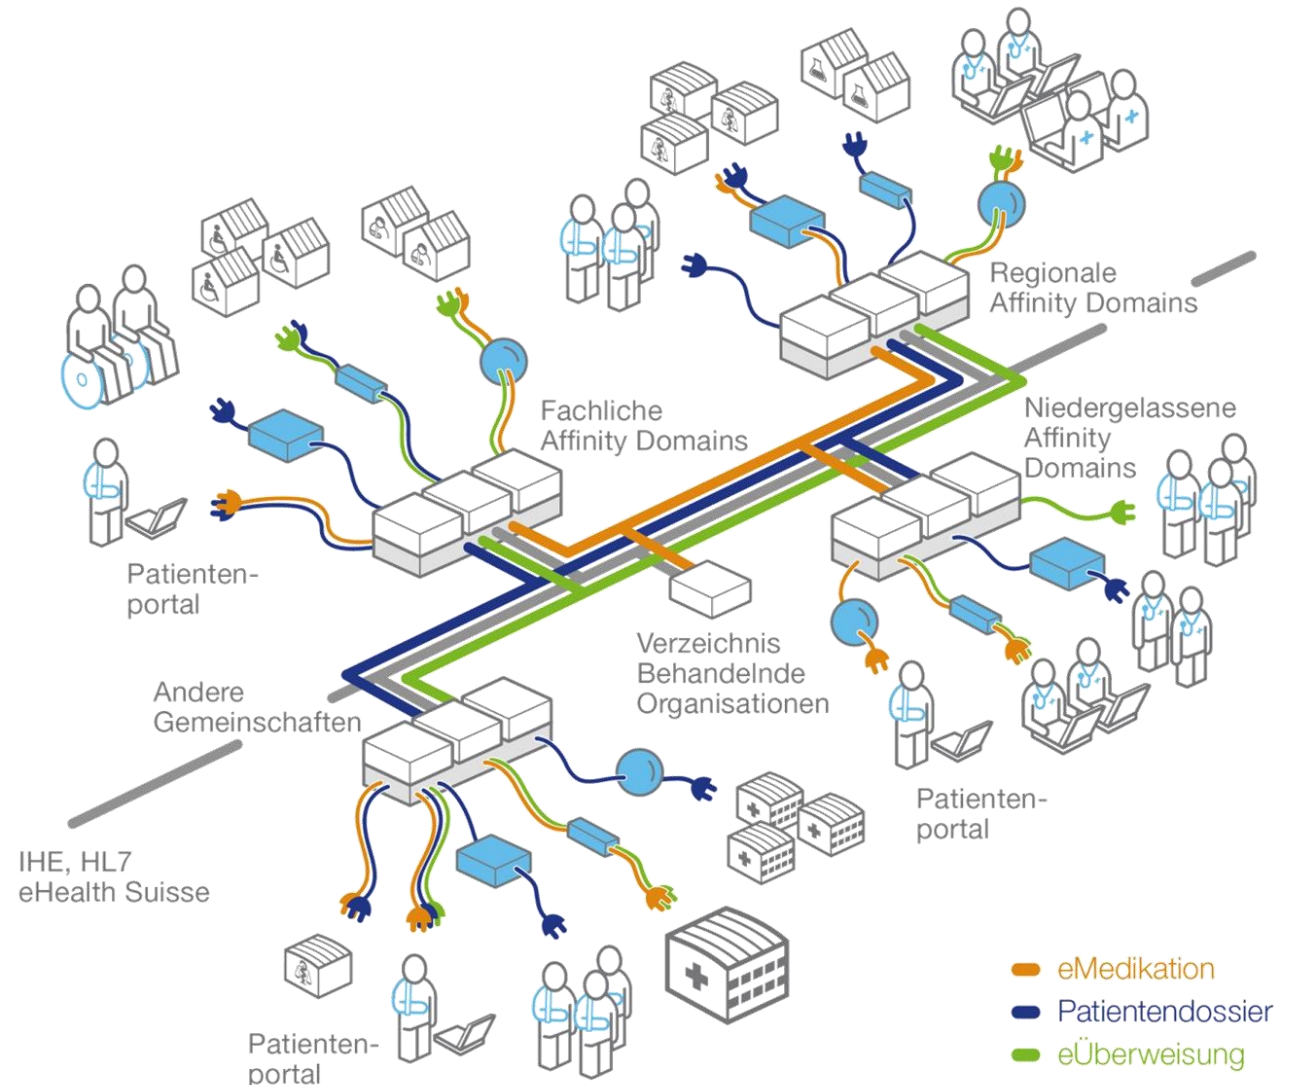 Regionale
Affinity Domains
Fachliche
Affinity Domains
Niedergelassene
Affinity
Domains
Patienten-
portal
Verzeichnis
Behandelnde
Organisationen
Andere
Gemeinschaften
Patienten-
portal
IHE, HL7
eHealth Suisse
Patienten-
portal
eMedikation
Patientendossier
eÜberweisung